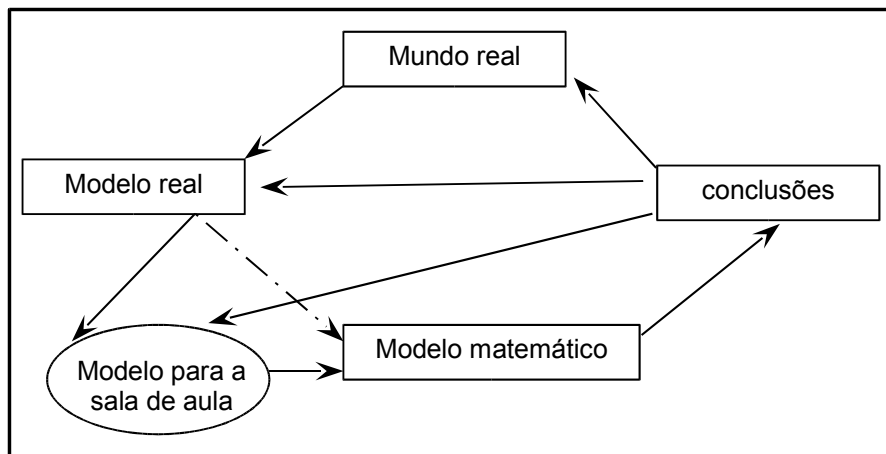 Mundo real
Modelo real
conclusões
Modelo matemático
Modelo para a
sala de aula